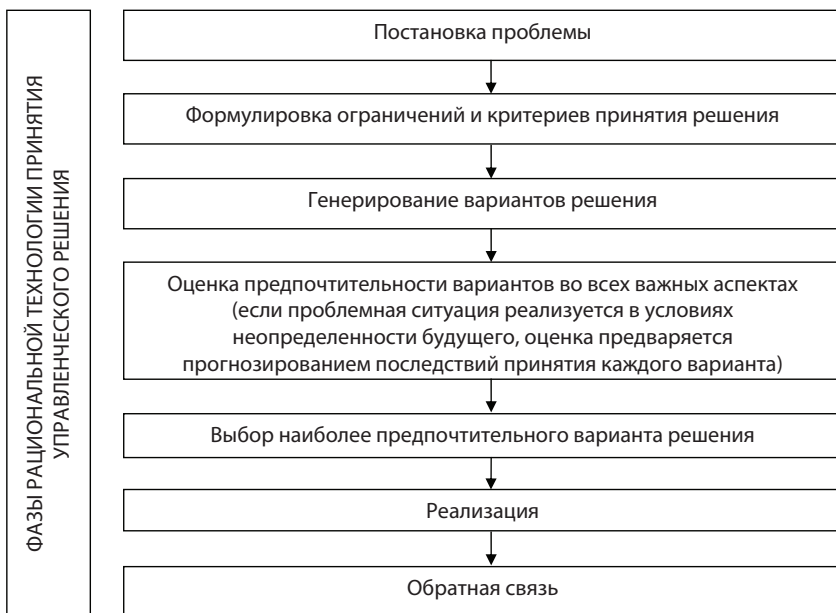 ФАЗЫ РАЦИОНАЛЬНОЙ ТЕХНОЛОГИИ ПРИНЯТИЯ
УПРАВЛЕНЧЕСКОГО РЕШЕНИЯ
Постановка проблемы
Формулировка ограничений и критериев принятия решения
Генерирование вариантов решения
Оценка предпочтительности вариантов во всех важных аспектах
(если проблемная ситуация реализуется в условиях
неопределенности будущего, оценка предваряется
прогнозированием последствий принятия каждого варианта)
Выбор наиболее предпочтительного варианта решения
Реализация
Обратная связь